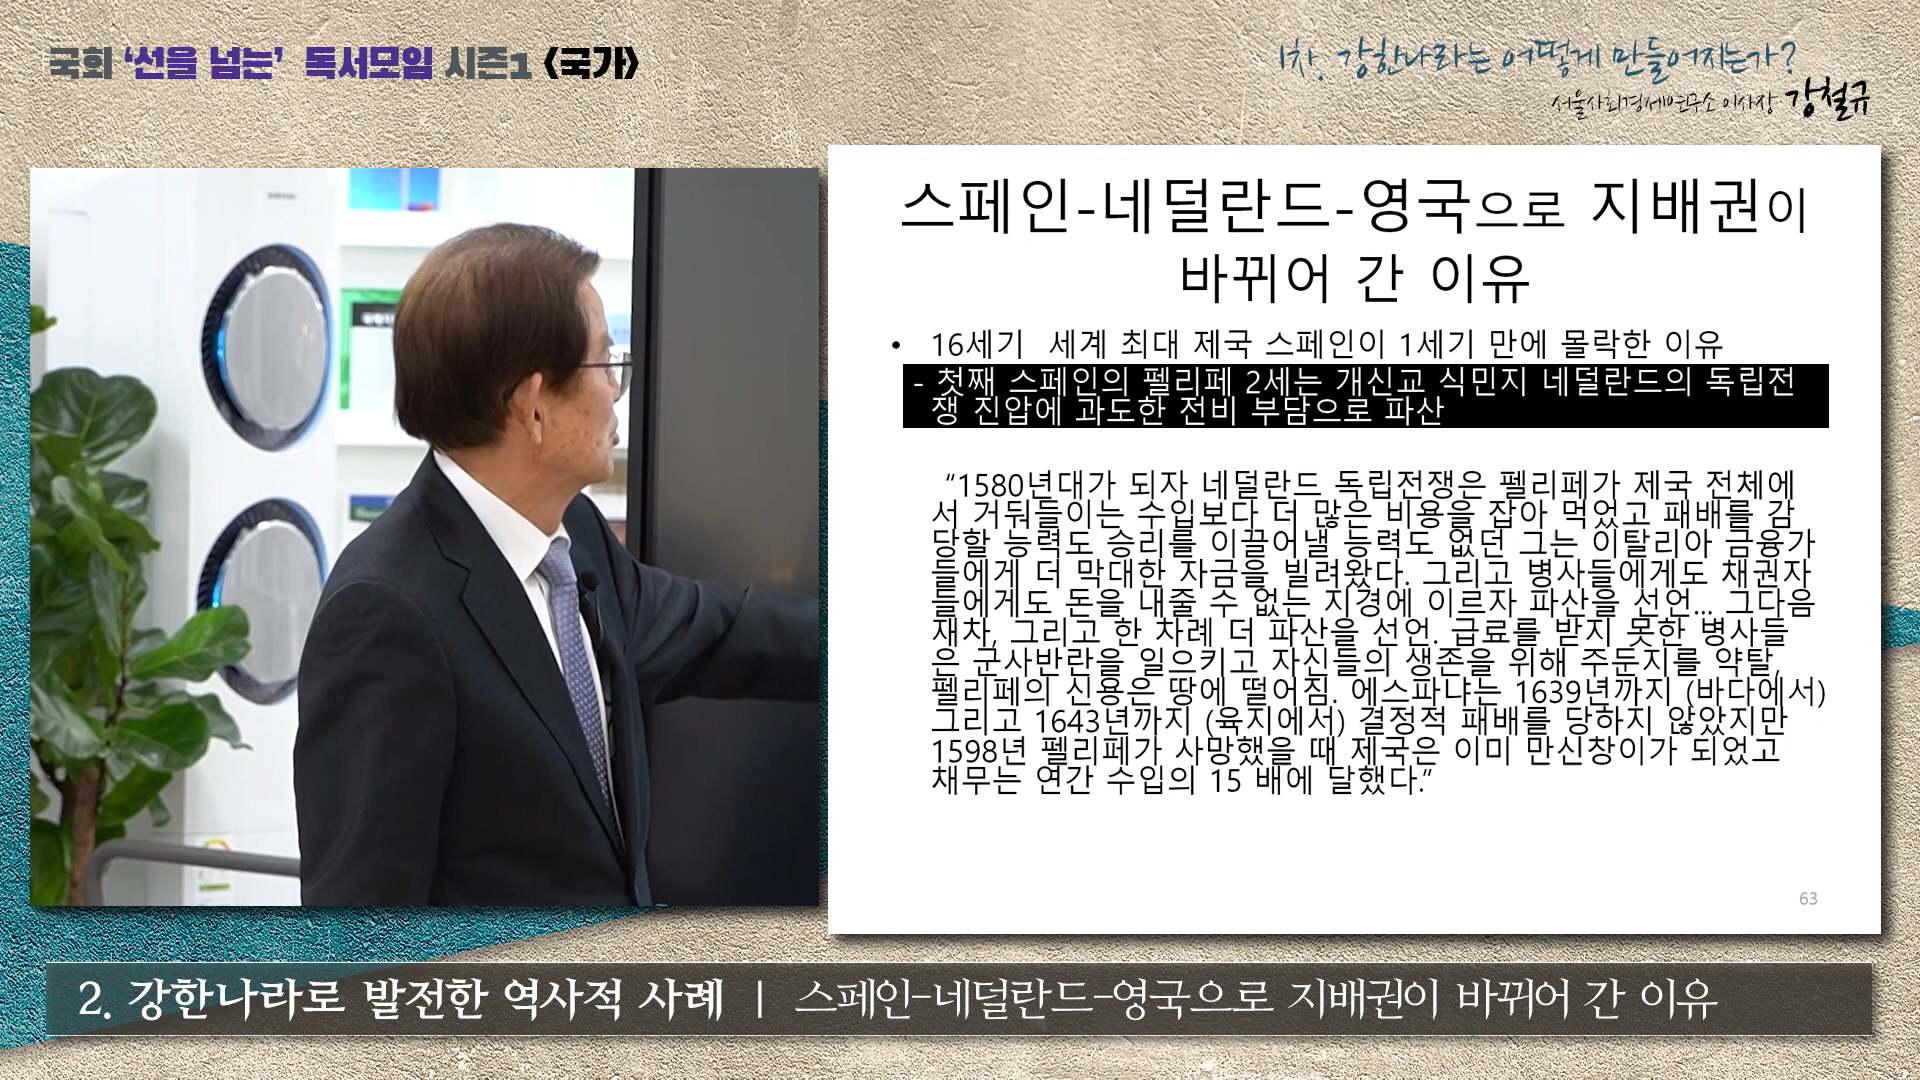 국회 ‘선을 넘는’ 독서모임 시즌1 〈국가〉
1차. 강한나라는 어떻게 만들어지는가?
서울사회경제연구소 이사장 강철규
스페인-네덜란드-영국으로 지배권이
바뀌어 간 이유
• 16세기 세계 최대 제국 스페인이 1세기 만에 몰락한 이유
- 첫째 스페인의 펠리페 2세는 개신교 식민지 네덜란드의 독립전
쟁 진압에 과도한 전비 부담으로 파산
“1580년대가 되자 네덜란드 독립전쟁은 펠리페가 제국 전체에
서 거둬들이는 수입보다 더 많은 비용을 잡아 먹었고 패배를 감
당할 능력도 승리를 이끌어낼 능력도 없던 그는 이탈리아 금융가
들에게 더 막대한 자금을 빌려왔다. 그리고 병사들에게도 채권자
들에게도 돈을 내줄 수 없는 지경에 이르자 파산을 선언... 그다음
재차, 그리고 한 차례 더 파산을 선언. 급료를 받지 못한 병사들
은 군사반란을 일으키고 자신들의 생존을 위해 주둔지를 약탈,
펠리페의 신용은 땅에 떨어짐. 에스파냐는 1639년까지 (바다에서)
그리고 1643년까지 (육지에서) 결정적 패배를 당하지 않았지만
1598년 펠리페가 사망했을 때 제국은 이미 만신창이가 되었고
채무는 연간 수입의 15 배에 달했다.”
63
2. 강한나라로 발전한 역사적 사례 | 스페인-네덜란드-영국으로 지배권이 바뀌어 간 이유